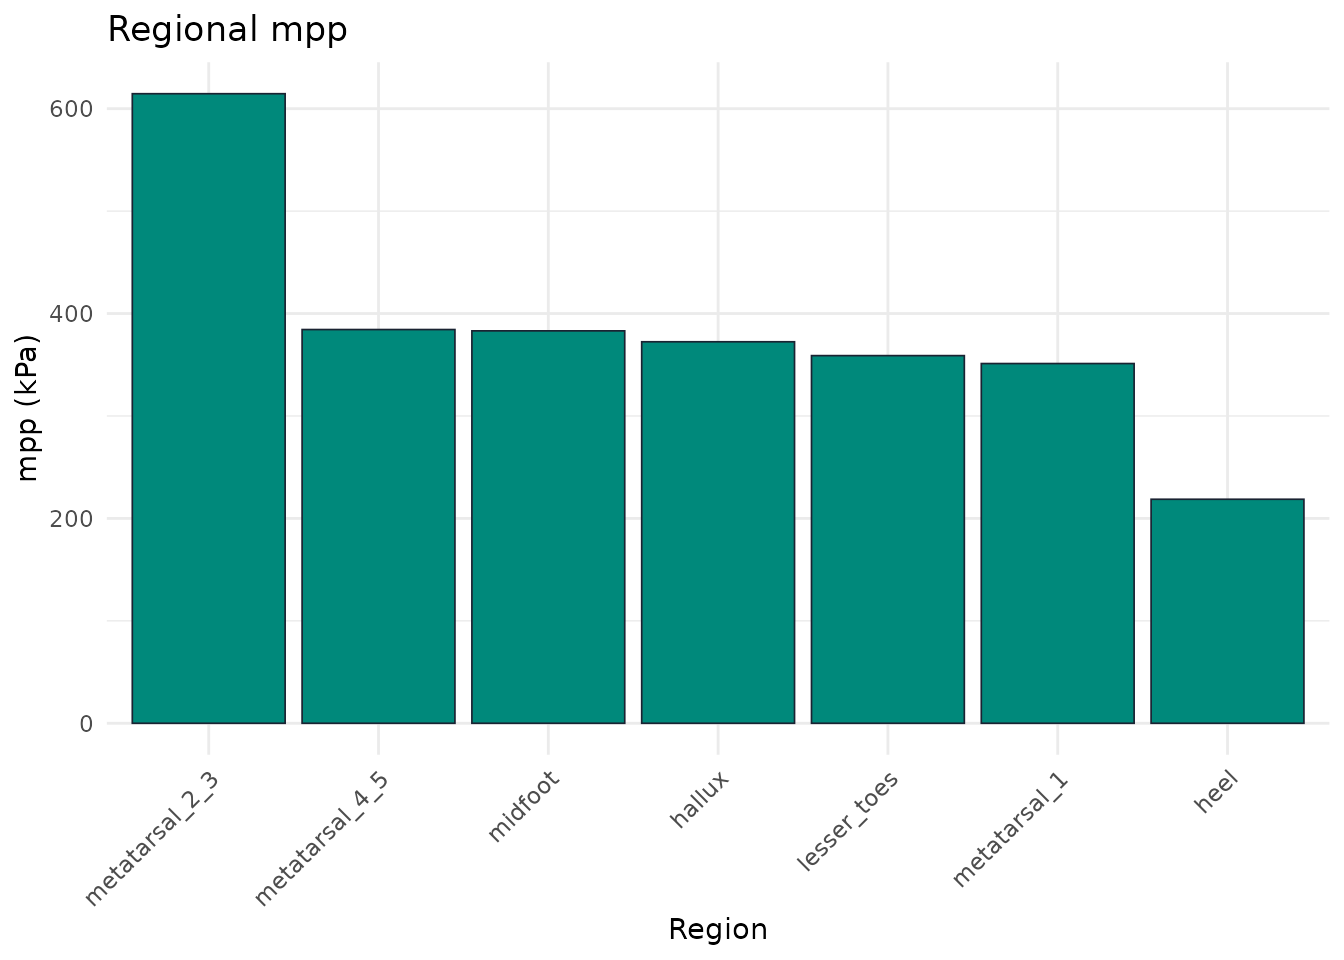 Regional mpp
mpp (kPa)
600
400
200
0
metatarsal_2_3
metatarsal_4_5
midfoot
hallux
lesser_toes
metatarsal_1
heel
Region